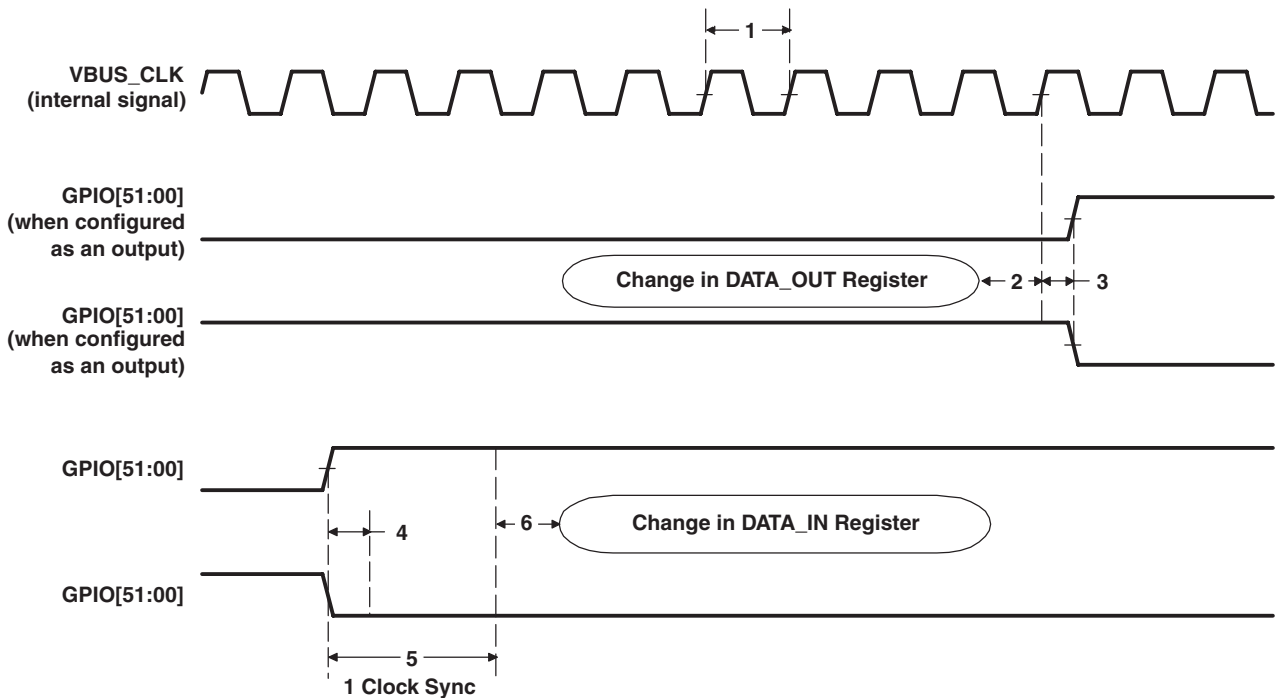 1
VBUS_CLK
(internal signal)
GPIO[51:00]
(when configured
as an output)
Change in DATA_OUT Register
2
3
GPIO[51:00]
(when configured
as an output)
GPIO[51:00]
4
6
Change in DATA_IN Register
GPIO[51:00]
5
1 Clock Sync